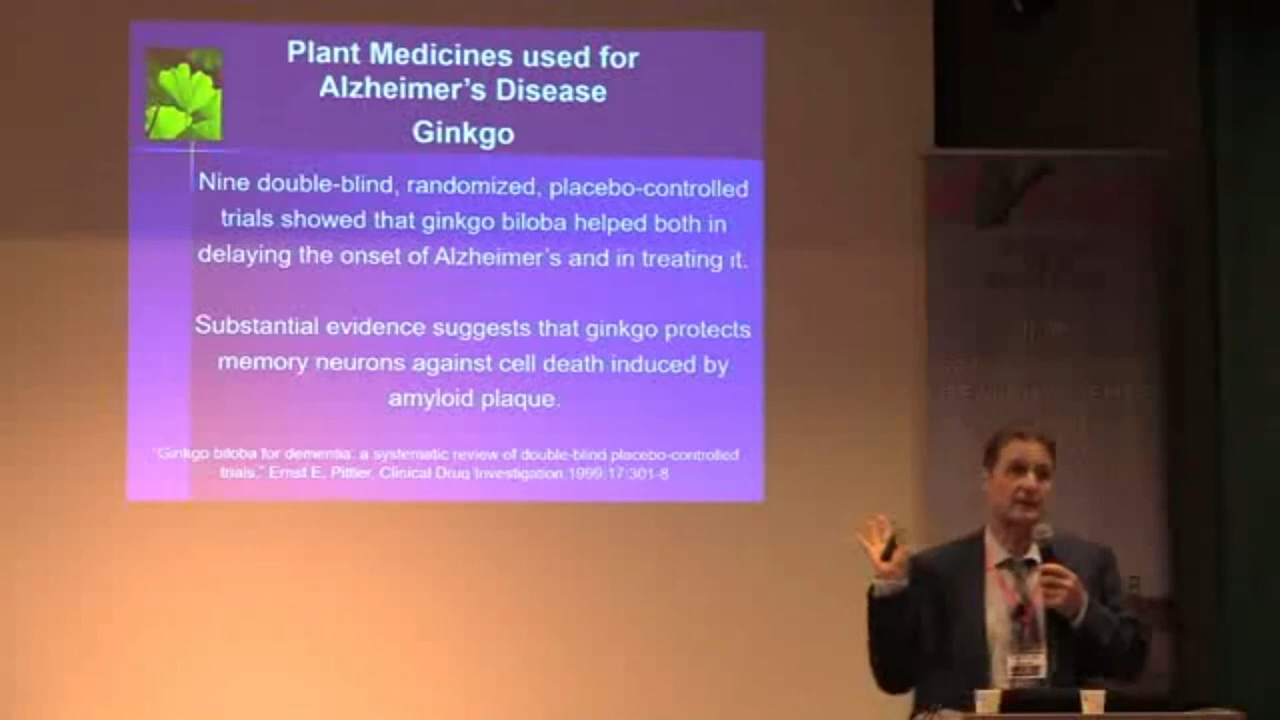 Plant Medicines used for
Alzheimer's Disease
Ginkgo
Nine double-blind, randomized, placebo-controlled
trials showed that ginkgo biloba helped both in
delaying the onset of Alzheimer's and in treating it.
Substantial evidence suggests that ginkgo protects
memory neurons against cell death induced by
amyloid plaque.
"Ginkgo biloba for dementia: a systematic review of double-blind placebo-controlled
trials," Ernst E, Pittler, Clinical Drug Investigation 1999;17:301-8